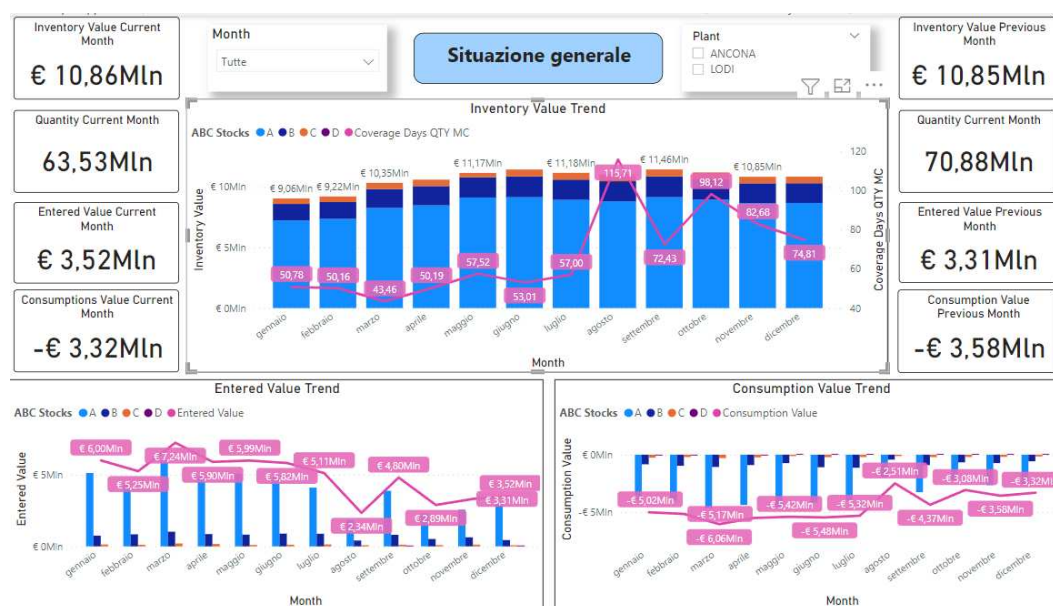 Inventory Value Current
Month
€ 10,86Mln
Month
Tutte
Situazione generale
Plant
ANCONA
LODI
Inventory Value Previous
Month
€ 10,85Mln
Quantity Current Month
63,53Mln
Entered Value Current
Month
€ 3,52Mln
Consumptions Value Current
Month
-€ 3,32Mln
Inventory Value Trend
ABC Stocks A B C D Coverage Days QTY MC
Inventory Value
€ 10Mln
€ 5Mln
€ 0Mln
€ 9,06Mln
€ 9,22Mln
€ 10,35Mln
€ 11,17Mln
€ 11,18Mln
€ 11,46Mln
€ 10,85Mln
50,78
50,16
43,46
50,19
57,52
53,01
57,00
115,71
72,43
98,12
82,68
74,81
120
100
80
60
40
Coverage Days QTY MC
gennaio
febbraio
marzo
aprile
maggio
giugno
luglio
agosto
settembre
ottobre
novembre
dicembre
Month
Quantity Current Month
70,88Mln
Entered Value Previous
Month
€ 3,31Mln
Consumption Value
Previous Month
-€ 3,58Mln
Entered Value Trend
ABC Stocks A B C D Entered Value
Entered Value
€ 5Mln
€ 0Mln
€ 6,00Mln
€ 5,25Mln
€ 7,24Mln
€ 5,90Mln
€ 5,99Mln
€ 5,82Mln
€ 5,11Mln
€ 2,34Mln
€ 4,80Mln
€ 2,89Mln
€ 3,31Mln
€ 3,52Mln
gennaio
febbraio
marzo
aprile
maggio
giugno
luglio
agosto
settembre
ottobre
novembre
dicembre
Month
Consumption Value Trend
ABC Stocks A B C D Consumption Value
Consumption Value
€ 0Mln
-€ 5Mln
-€ 5,02Mln
-€ 5,17Mln
-€ 6,06Mln
-€ 5,42Mln
-€ 5,48Mln
-€ 5,32Mln
-€ 2,51Mln
-€ 4,37Mln
-€ 3,08Mln
-€ 3,58Mln
-€ 3,32Mln
gennaio
febbraio
marzo
aprile
maggio
giugno
luglio
agosto
settembre
ottobre
novembre
dicembre
Month